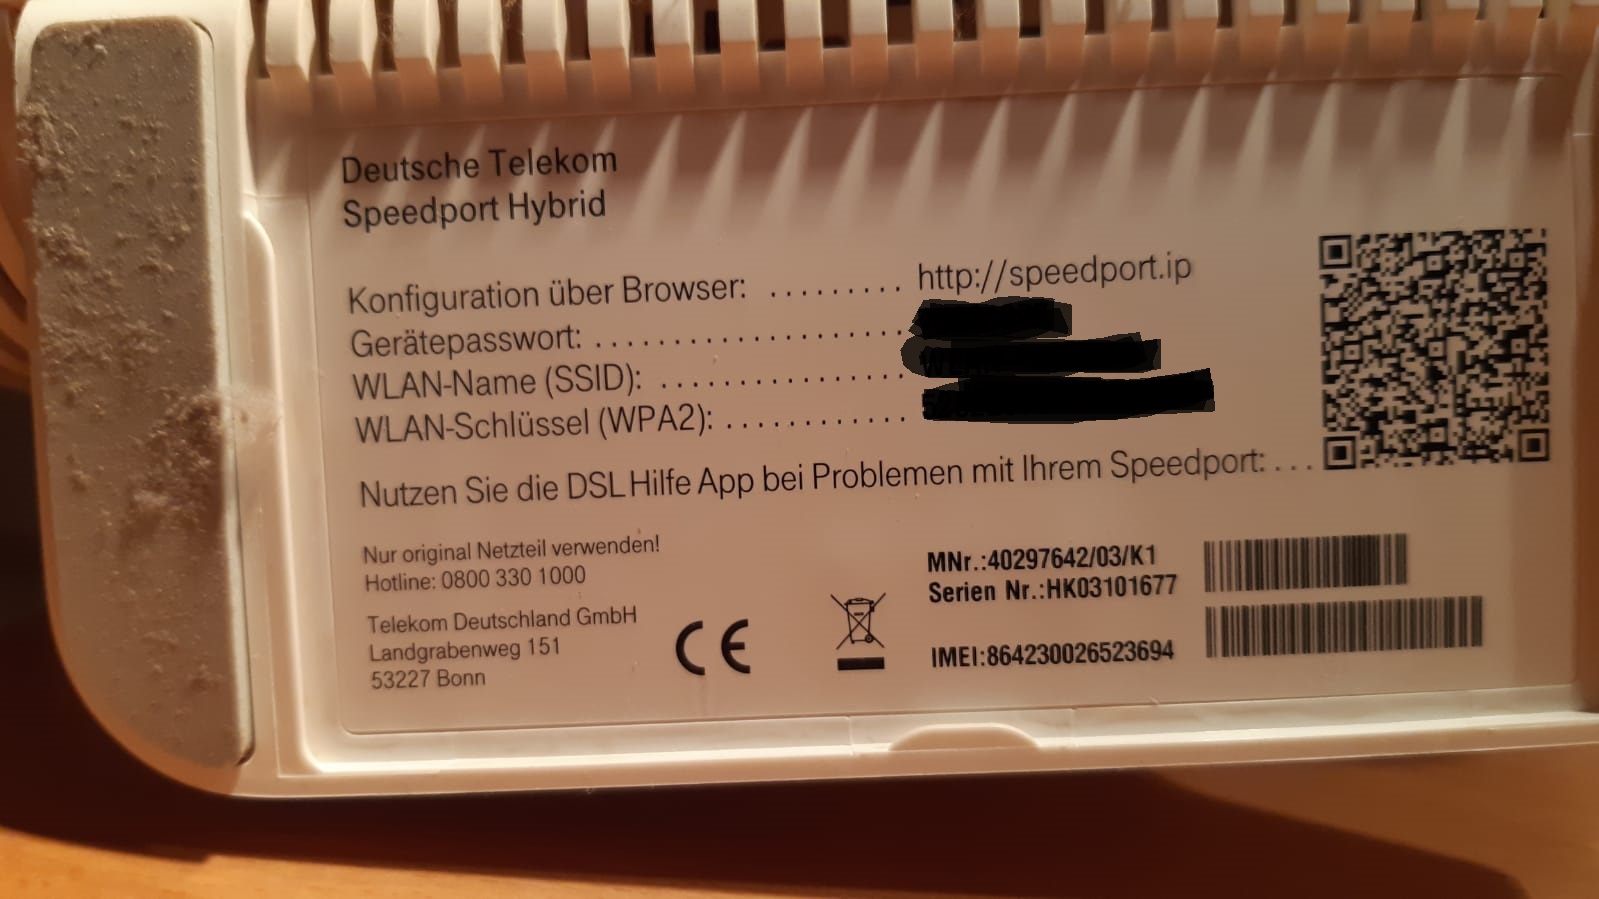 Deutsche Telekom
Speedport Hybrid
Konfiguration über Browser: ......... http://speedport.ip
Gerätepasswort: ....................
WLAN-Name (SSID): ................
WLAN-Schlüssel (WPA2): ............
Nutzen Sie die DSL Hilfe App bei Problemen mit Ihrem Speedport: ...
Nur original Netzteil verwenden!
Hotline: 0800 330 1000
Telekom Deutschland GmbH
Landgrabenweg 151
53227 Bonn
CE
MNr.:40297642/03/K1
Serien Nr.:HK03101677
IMEI:864230026523694